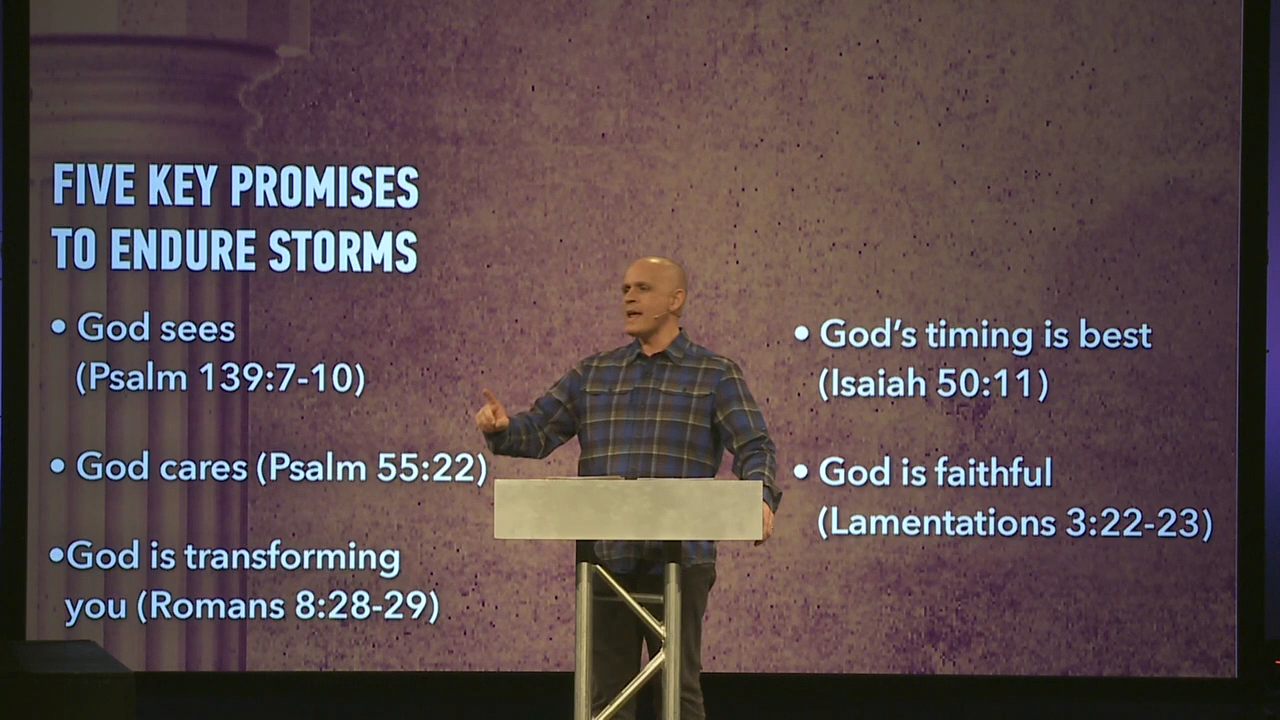 FIVE KEY PROMISES
TO ENDURE STORMS
• God sees
(Psalm 139:7-10)
• God cares (Psalm 55:22)
•God is transforming
you (Romans 8:28-29)
• God's timing is best
(Isaiah 50:11)
• God is faithful
(Lamentations 3:22-23)